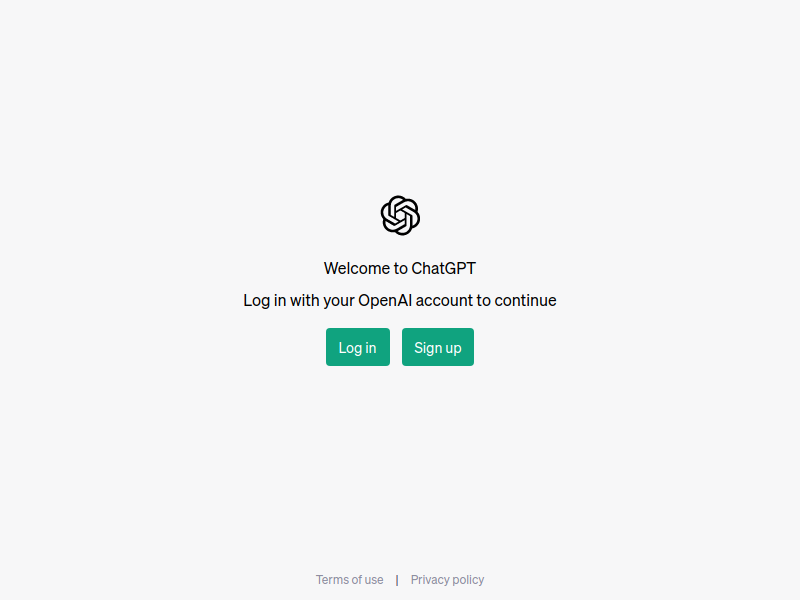 Welcome to ChatGPT
Log in with your OpenAI account to continue
Log in Sign up
Terms of use | Privacy policy